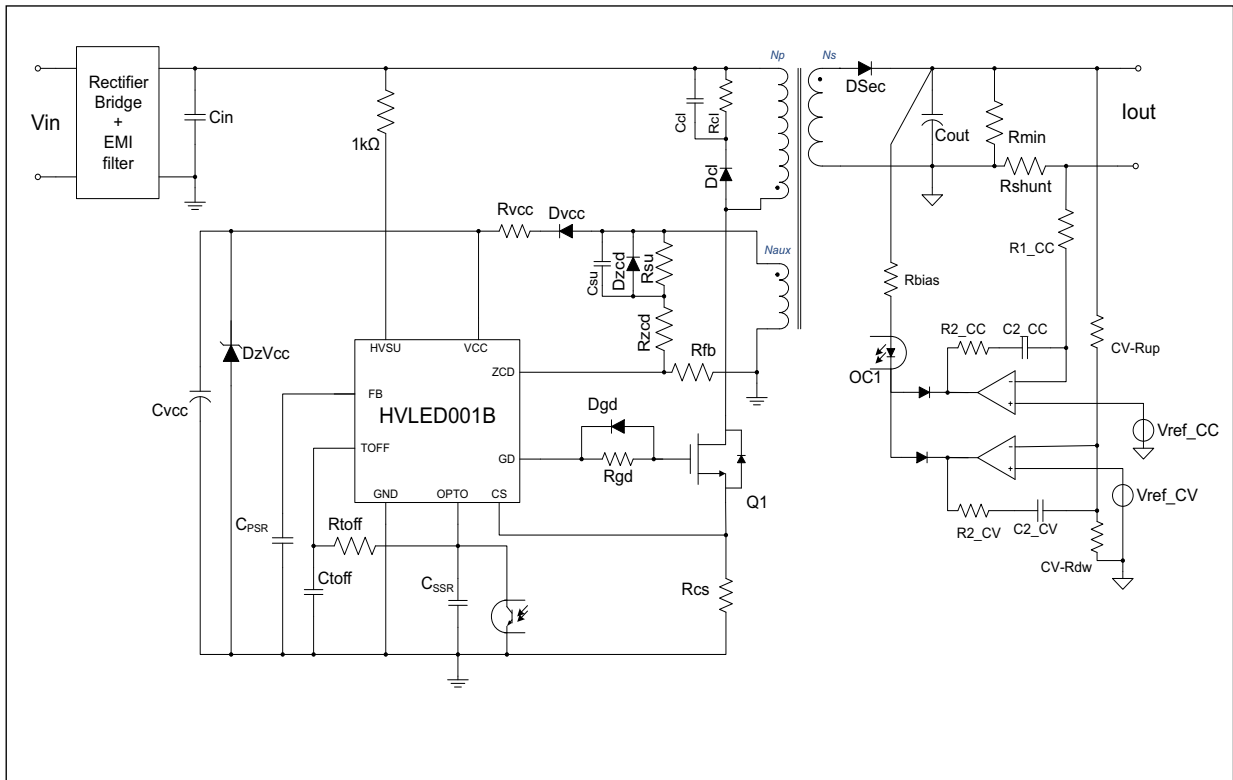 Np
Ns
Rectifier
Bridge
+
EMI
filter
Vin
Cin
1kΩ
Ccl
Rcl
Dcl
DSec
Cout
Rmin
Rshunt
Iout
R1_CC
Rvcc
Dvcc
Csu
Dzcd
Rsu
Naux
Rzcd
Rfb
Rbias
R2_CC
C2_CC
CV-Rup
OC1
Vref_CC
Vref_CV
R2_CV
C2_CV
CV-Rdw
DzVcc
Cvcc
HVSU
VCC
ZCD
FB
HVLED001B
TOFF
GD
GND
OPTO
CS
Dgd
Rgd
Q1
CPSR
Rtoff
Ctoff
CSSR
Rcs
-
+
-
+